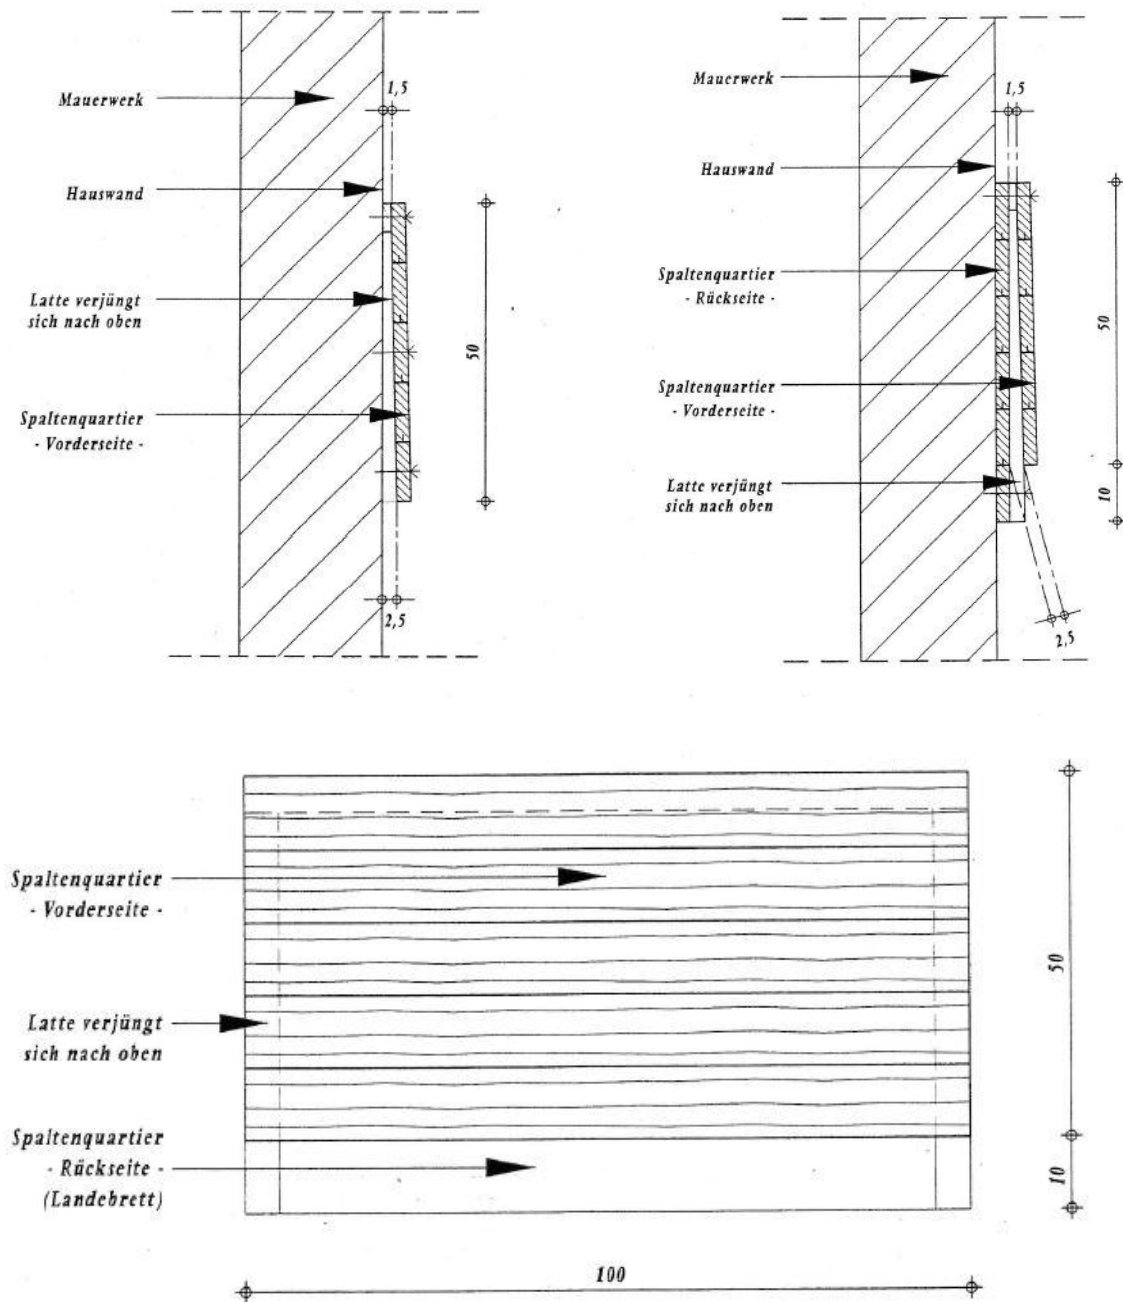 Mauerwerk
1,5
Hauswand
Latte verjüngt
sich nach oben
50
Spaltenquartier
- Vorderseite -
2,5
Mauerwerk
1,5
Hauswand
Spaltenquartier
- Rückseite -
50
Spaltenquartier
- Vorderseite -
Latte verjüngt
sich nach oben
10
2,5
Spaltenquartier
- Vorderseite -
50
Latte verjüngt
sich nach oben
Spaltenquartier
- Rückseite -
(Landebrett)
10
100